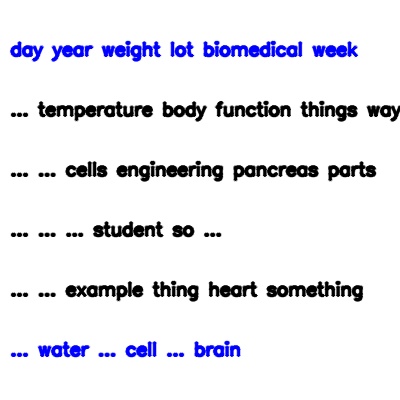 day year weight lot biomedical week
... temperature body function things way
... ... cells engineering pancreas parts
... ... ... student so ...
... ... example thing heart something
... water ... cell ... brain